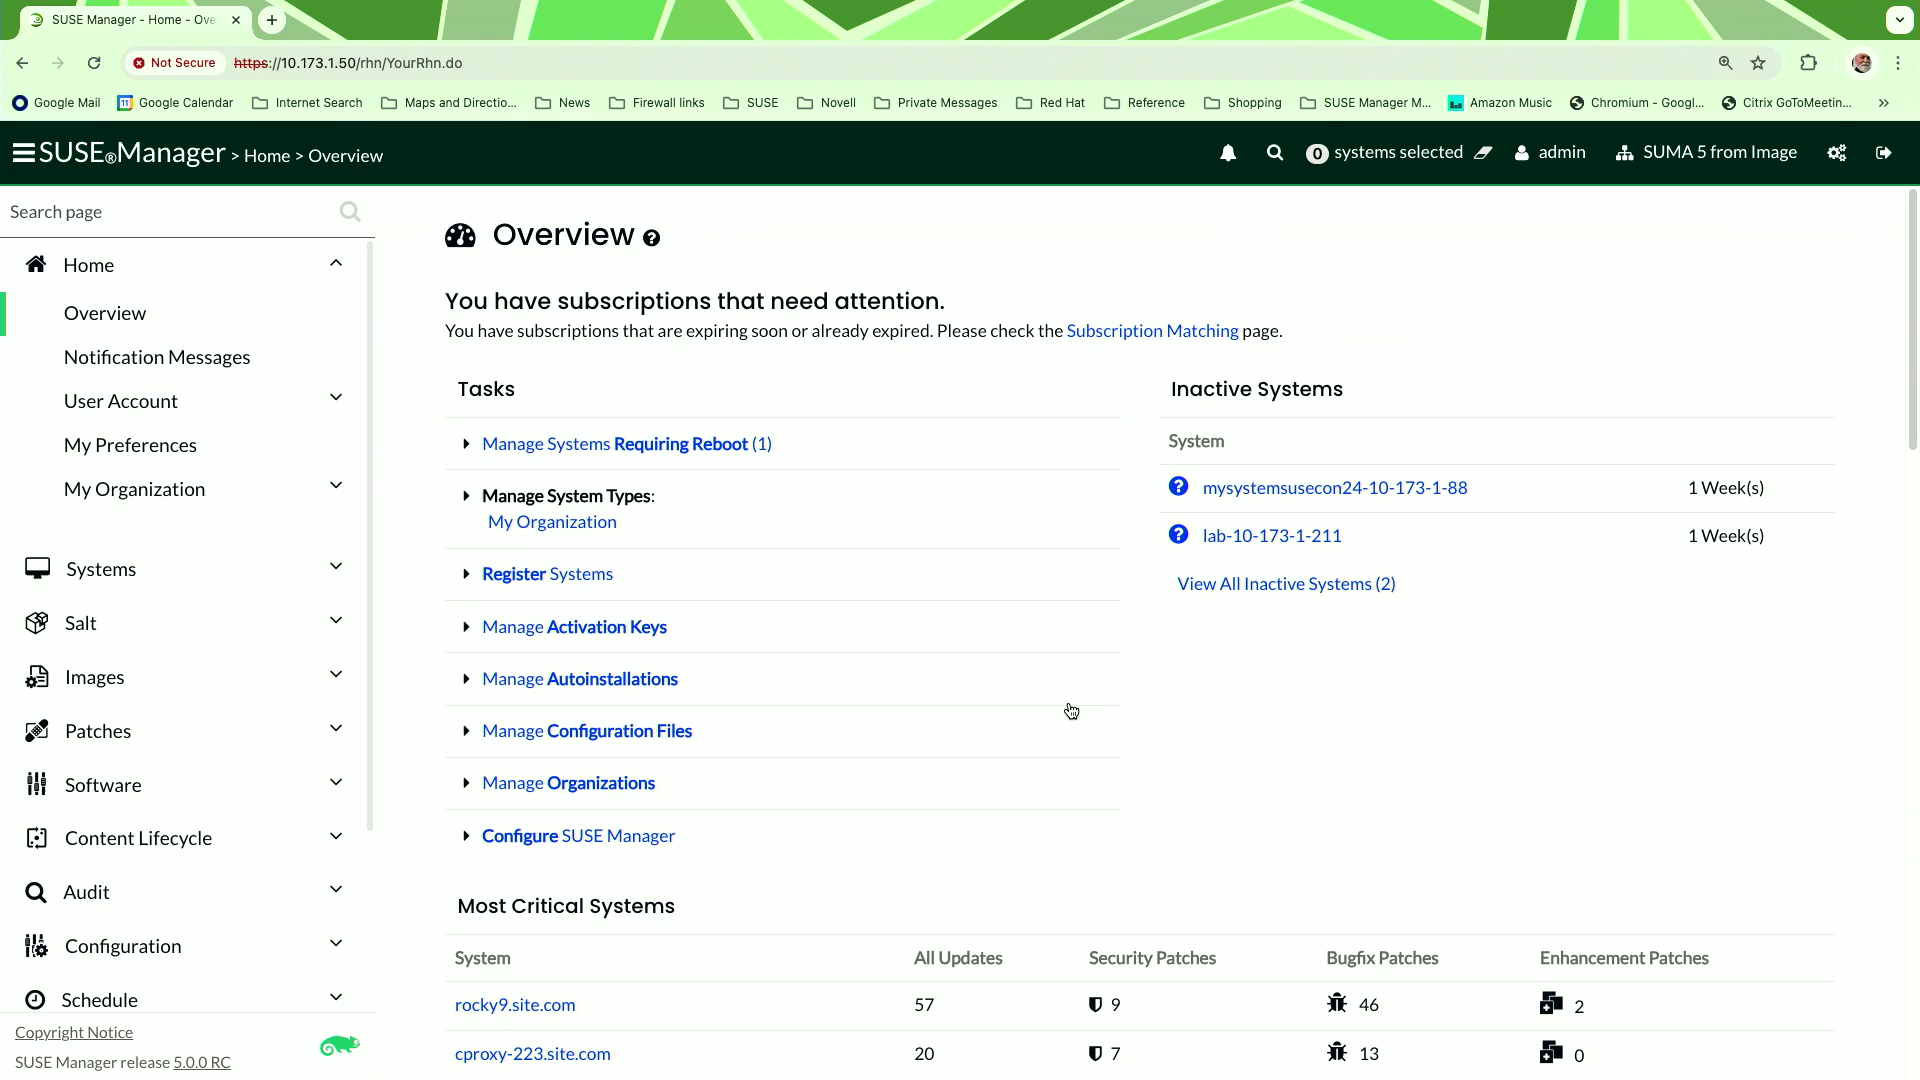 SUSE Manager - Home - Ove
Not Secure https://10.173.1.50/rhn/YourRhn.do
Google Mail Google Calendar Internet Search Maps and Directio... News Firewall links SUSE Novell Private Messages Red Hat Reference Shopping SUSE Manager M... Amazon Music Chromium - Googl... Citrix GoToMeetin... »
SUSE®Manager > Home > Overview 0 systems selected admin SUMA 5 from Image
Search page
Home
Overview
Notification Messages
User Account
My Preferences
My Organization
Systems
Salt
Images
Patches
Software
Content Lifecycle
Audit
Configuration
Schedule
Copyright Notice
SUSE Manager release 5.0.0 RC
Overview
You have subscriptions that need attention.
You have subscriptions that are expiring soon or already expired. Please check the Subscription Matching page.
Tasks
Manage Systems Requiring Reboot (1)
Manage System Types:
My Organization
Register Systems
Manage Activation Keys
Manage Autoinstallations
Manage Configuration Files
Manage Organizations
Configure SUSE Manager
Inactive Systems
System
mysystemsusecon24-10-173-1-88 1 Week(s)
lab-10-173-1-211 1 Week(s)
View All Inactive Systems (2)
Most Critical Systems
System All Updates Security Patches Bugfix Patches Enhancement Patches
rocky9.site.com 57 9 46 2
cproxy-223.site.com 20 7 13 0